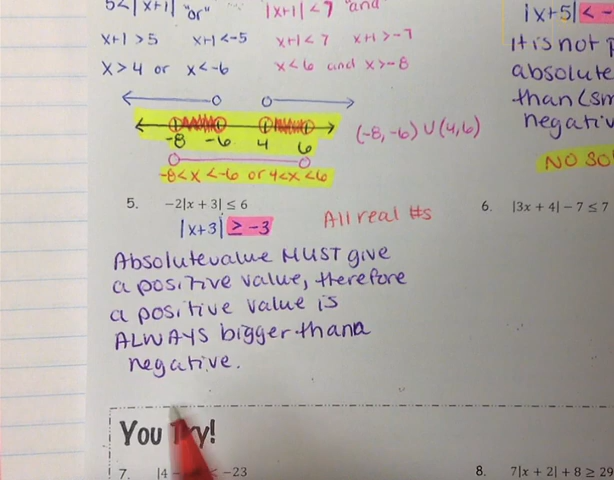 5 < |x+1| "or" |x+1| < 7 "and"
x+1 > 5 x+1 < -5 x+1 < 7 x+1 > -7
x > 4 or x < -6 x < 6 and x > -8
-8 -6 4 6 (-8, -6) ∪ (4, 6)
-8 < x < -6 or 4 < x < 6
|x+5| < -
it is not
absolute
than (sm
negativ
NO SO
5. -2|x + 3| ≤ 6 All real #s
|x+3| ≥ -3
Absolute value MUST give
a positive value, therefore
a positive value is
ALWAYS bigger than a
negative.
6. |3x + 4| - 7 ≤ 7
You Try!
7. |4 - < -23
8. 7|x + 2| + 8 ≥ 29